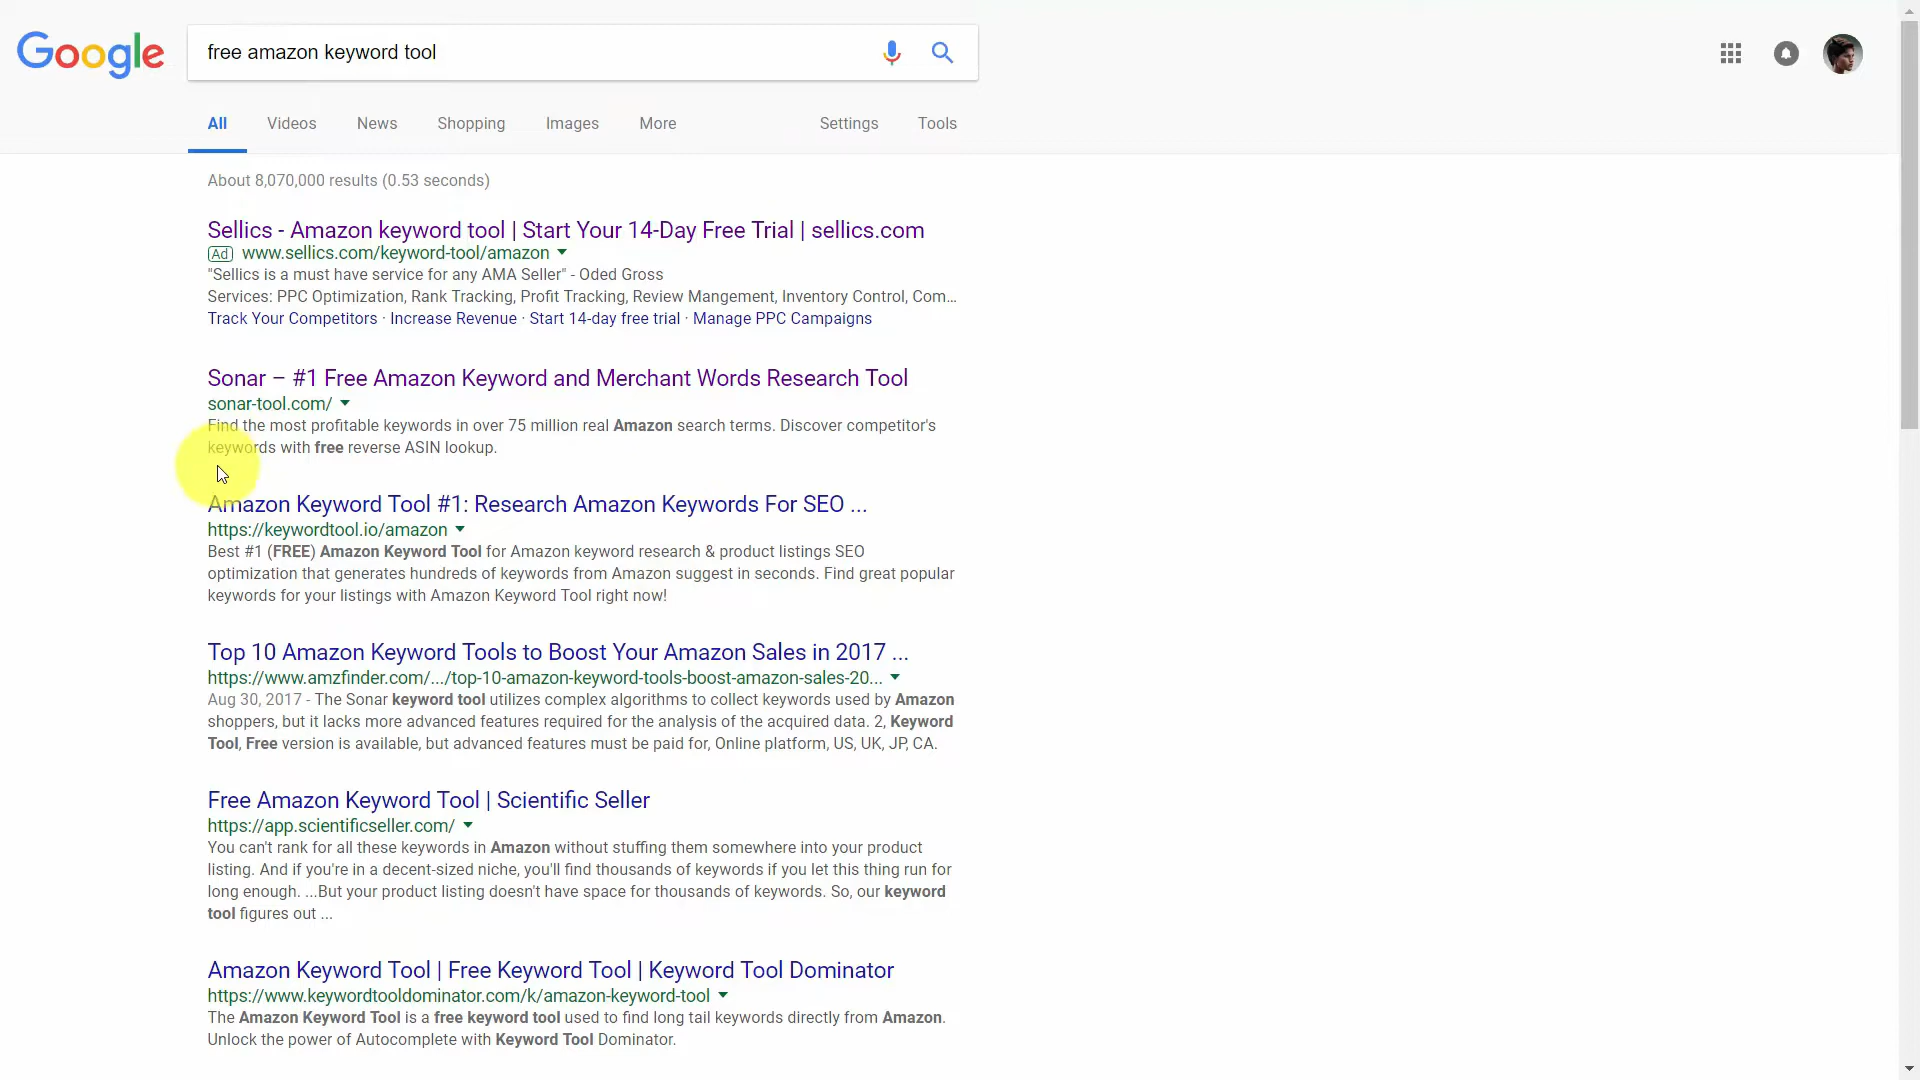 Google
free amazon keyword tool
All Videos News Shopping Images More Settings Tools
About 8,070,000 results (0.53 seconds)
Sellics - Amazon keyword tool | Start Your 14-Day Free Trial | sellics.com
Ad www.sellics.com/keyword-tool/amazon
"Sellics is a must have service for any AMA Seller" - Oded Gross
Services: PPC Optimization, Rank Tracking, Profit Tracking, Review Mangement, Inventory Control, Com...
Track Your Competitors · Increase Revenue · Start 14-day free trial · Manage PPC Campaigns
Sonar – #1 Free Amazon Keyword and Merchant Words Research Tool
sonar-tool.com/
Find the most profitable keywords in over 75 million real Amazon search terms. Discover competitor's
keywords with free reverse ASIN lookup.
Amazon Keyword Tool #1: Research Amazon Keywords For SEO ...
https://keywordtool.io/amazon
Best #1 (FREE) Amazon Keyword Tool for Amazon keyword research & product listings SEO
optimization that generates hundreds of keywords from Amazon suggest in seconds. Find great popular
keywords for your listings with Amazon Keyword Tool right now!
Top 10 Amazon Keyword Tools to Boost Your Amazon Sales in 2017 ...
https://www.amzfinder.com/.../top-10-amazon-keyword-tools-boost-amazon-sales-20...
Aug 30, 2017 - The Sonar keyword tool utilizes complex algorithms to collect keywords used by Amazon
shoppers, but it lacks more advanced features required for the analysis of the acquired data. 2, Keyword
Tool, Free version is available, but advanced features must be paid for, Online platform, US, UK, JP, CA.
Free Amazon Keyword Tool | Scientific Seller
https://app.scientificseller.com/
You can't rank for all these keywords in Amazon without stuffing them somewhere into your product
listing. And if you're in a decent-sized niche, you'll find thousands of keywords if you let this thing run for
long enough. ...But your product listing doesn't have space for thousands of keywords. So, our keyword
tool figures out ...
Amazon Keyword Tool | Free Keyword Tool | Keyword Tool Dominator
https://www.keywordtooldominator.com/k/amazon-keyword-tool
The Amazon Keyword Tool is a free keyword tool used to find long tail keywords directly from Amazon.
Unlock the power of Autocomplete with Keyword Tool Dominator.